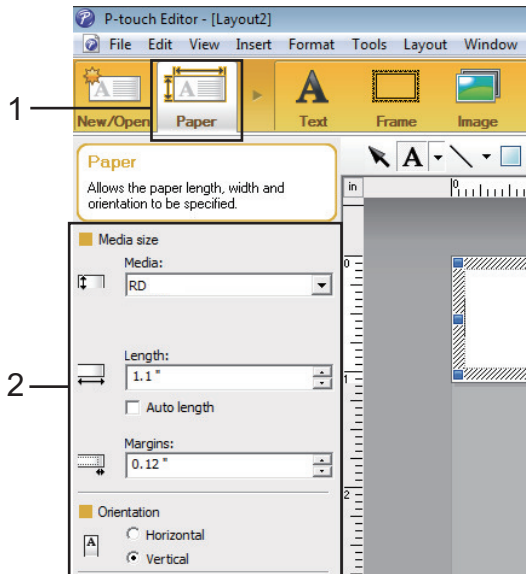 P-touch Editor - [Layout2]
File Edit View Insert Format Tools Layout Window
1
New/Open Paper Text Frame Image
Paper
Allows the paper length, width and
orientation to be specified.
A
in
0
Media size
Media:
RD
0
Length:
1.1 "
1
2
Auto length
Margins:
0.12 "
2
Orientation
Horizontal
A
Vertical